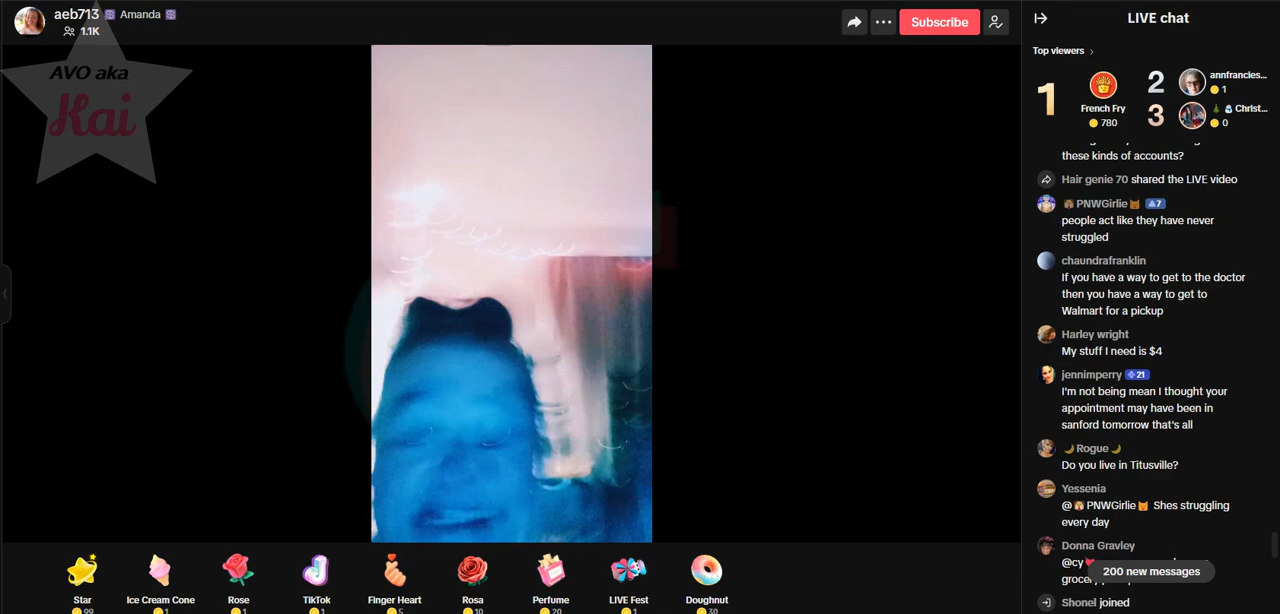 aeb713 Amanda
1.1K
AVO aka
Kai
Subscribe
LIVE chat
Top viewers
1
French Fry
780
2
annfrancies...
1
3
Christ...
0
these kinds of accounts?
Hair genie 70 shared the LIVE video
PNWGirlie 7
people act like they have never
struggled
chaundrafranklin
If you have a way to get to the doctor
then you have a way to get to
Walmart for a pickup
Harley wright
My stuff I need is $4
jennimperry 21
I'm not being mean I thought your
appointment may have been in
sanford tomorrow that's all
Rogue
Do you live in Titusville?
Yessenia
@PNWGirlie Shes struggling
every day
Donna Gravley
@cy
200 new messages
Shonel joined
Star
99
Ice Cream Cone
1
Rose
1
TikTok
1
Finger Heart
5
Rosa
10
Perfume
20
LIVE Fest
1
Doughnut
30